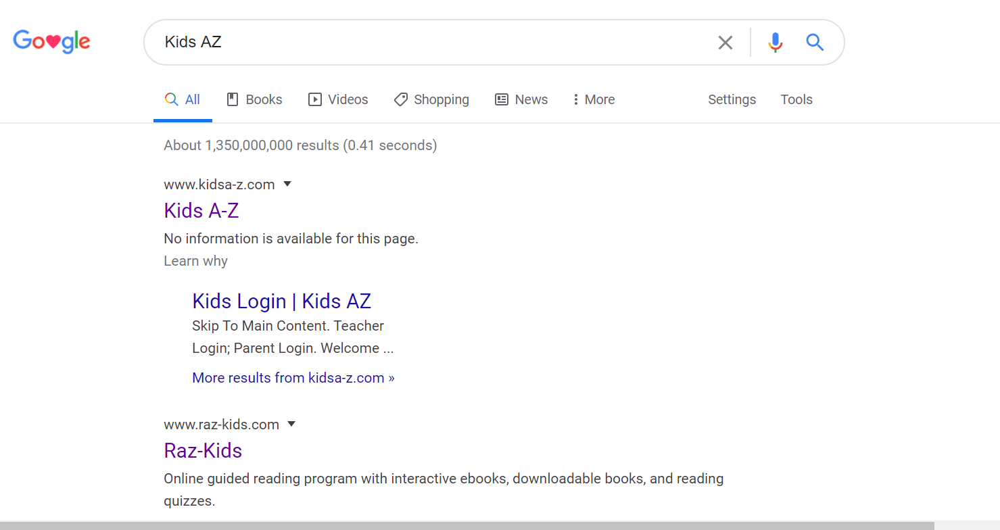 Google
Kids AZ
All Books Videos Shopping News More Settings Tools
About 1,350,000,000 results (0.41 seconds)
www.kidsa-z.com
Kids A-Z
No information is available for this page.
Learn why
Kids Login | Kids AZ
Skip To Main Content. Teacher
Login; Parent Login. Welcome ...
More results from kidsa-z.com »
www.raz-kids.com
Raz-Kids
Online guided reading program with interactive ebooks, downloadable books, and reading
quizzes.